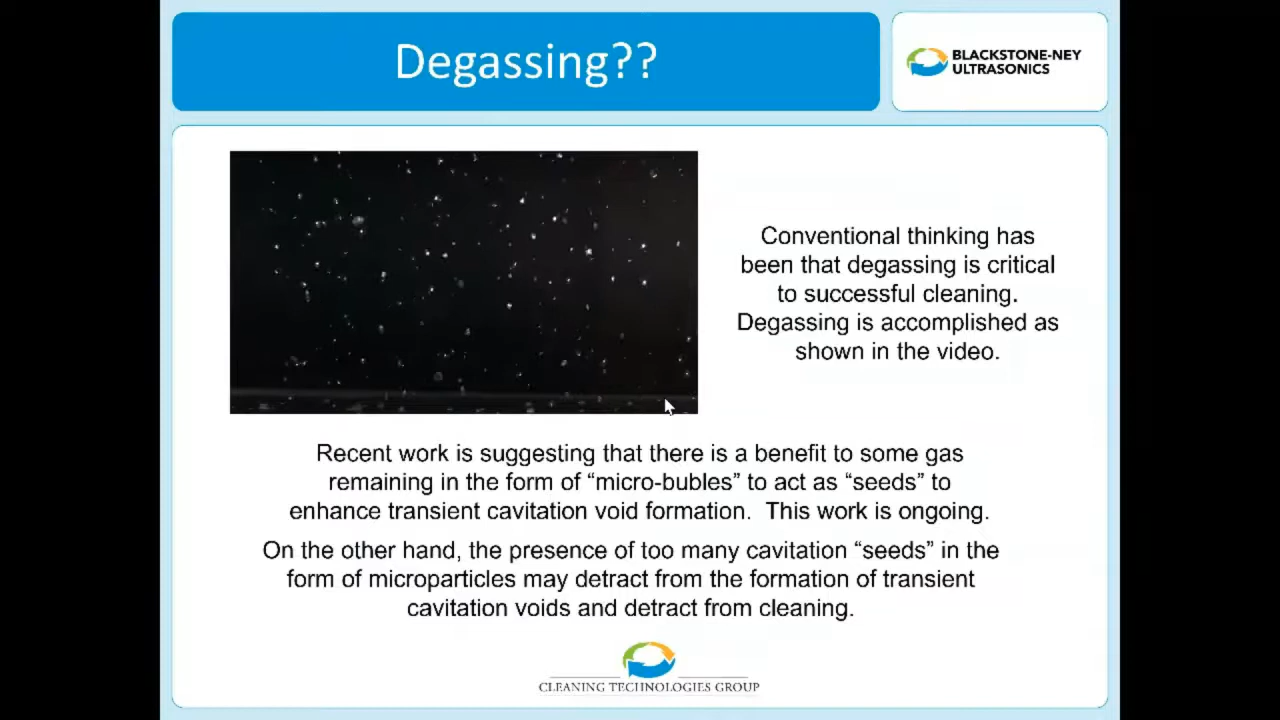 Degassing??
BLACKSTONE-NEY
ULTRASONICS
Conventional thinking has
been that degassing is critical
to successful cleaning.
Degassing is accomplished as
shown in the video.
Recent work is suggesting that there is a benefit to some gas
remaining in the form of “micro-bubles” to act as “seeds” to
enhance transient cavitation void formation.  This work is ongoing.
On the other hand, the presence of too many cavitation “seeds” in the
form of microparticles may detract from the formation of transient
cavitation voids and detract from cleaning.
CLEANING TECHNOLOGIES GROUP